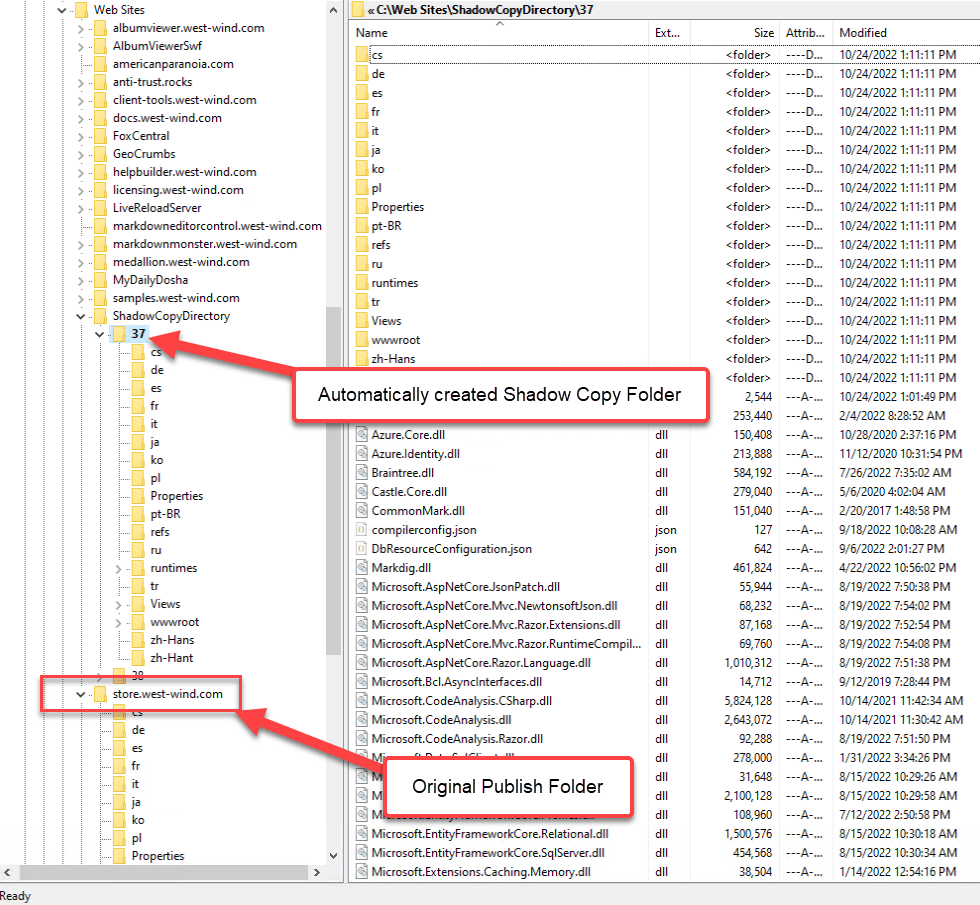 Web Sites
albumviewer.west-wind.com
AlbumViewerSwf
americanparanoia.com
anti-trust.rocks
client-tools.west-wind.com
docs.west-wind.com
FoxCentral
GeoCrumbs
helpbuilder.west-wind.com
licensing.west-wind.com
LiveReloadServer
markdowneditorcontrol.west-wind.com
markdownmonster.west-wind.com
medallion.west-wind.com
MyDailyDosha
samples.west-wind.com
ShadowCopyDirectory
37
cs
de
es
fr
it
ja
ko
pl
Properties
pt-BR
refs
ru
runtimes
tr
Views
wwwroot
zh-Hans
zh-Hant
38
store.west-wind.com
cs
de
es
fr
it
ja
ko
pl
Properties
Ready
« C:\Web Sites\ShadowCopyDirectory\37
Name Ext... Size Attrib... Modified
cs <folder> ----D... 10/24/2022 1:11:11 PM
de <folder> ----D... 10/24/2022 1:11:11 PM
es <folder> ----D... 10/24/2022 1:11:11 PM
fr <folder> ----D... 10/24/2022 1:11:11 PM
it <folder> ----D... 10/24/2022 1:11:11 PM
ja <folder> ----D... 10/24/2022 1:11:11 PM
ko <folder> ----D... 10/24/2022 1:11:11 PM
pl <folder> ----D... 10/24/2022 1:11:11 PM
Properties <folder> ----D... 10/24/2022 1:11:11 PM
pt-BR <folder> ----D... 10/24/2022 1:11:11 PM
refs <folder> ----D... 10/24/2022 1:11:11 PM
ru <folder> ----D... 10/24/2022 1:11:11 PM
runtimes <folder> ----D... 10/24/2022 1:11:11 PM
tr <folder> ----D... 10/24/2022 1:11:11 PM
Views <folder> ----D... 10/24/2022 1:11:11 PM
wwwroot <folder> ----D... 10/24/2022 1:11:11 PM
zh-Hans <folder> ----D... 10/24/2022 1:11:11 PM
<folder> ----D... 10/24/2022 1:11:11 PM
2,544 ---A-... 10/24/2022 1:01:49 PM
253,440 ---A-... 2/4/2022 8:28:52 AM
Azure.Core.dll dll 150,408 ---A-... 10/28/2020 2:37:16 PM
Azure.Identity.dll dll 213,888 ---A-... 11/12/2020 10:31:54 PM
Braintree.dll dll 584,192 ---A-... 7/26/2022 7:35:02 AM
Castle.Core.dll dll 279,040 ---A-... 5/6/2020 4:02:04 AM
CommonMark.dll dll 151,040 ---A-... 2/20/2017 1:48:58 PM
compilerconfig.json json 127 ---A-... 9/18/2022 10:08:28 AM
DbResourceConfiguration.json json 642 ---A-... 9/6/2022 2:01:27 PM
Markdig.dll dll 461,824 ---A-... 4/22/2022 10:56:02 PM
Microsoft.AspNetCore.JsonPatch.dll dll 55,944 ---A-... 8/19/2022 7:50:38 PM
Microsoft.AspNetCore.Mvc.NewtonsoftJson.dll dll 68,232 ---A-... 8/19/2022 7:54:02 PM
Microsoft.AspNetCore.Mvc.Razor.Extensions.dll dll 87,168 ---A-... 8/19/2022 7:52:54 PM
Microsoft.AspNetCore.Mvc.Razor.RuntimeCompil... dll 69,760 ---A-... 8/19/2022 7:54:08 PM
Microsoft.AspNetCore.Razor.Language.dll dll 1,010,312 ---A-... 8/19/2022 7:51:38 PM
Microsoft.Bcl.AsyncInterfaces.dll dll 14,712 ---A-... 9/12/2019 7:28:44 PM
Microsoft.CodeAnalysis.CSharp.dll dll 5,824,128 ---A-... 10/14/2021 11:42:34 AM
Microsoft.CodeAnalysis.dll dll 2,643,072 ---A-... 10/14/2021 11:30:42 AM
Microsoft.CodeAnalysis.Razor.dll dll 92,288 ---A-... 8/19/2022 7:51:50 PM
Microsoft.Data.SqlClient.dll dll 278,000 ---A-... 1/31/2022 3:34:26 PM
dll 31,648 ---A-... 8/15/2022 10:29:26 AM
dll 2,100,128 ---A-... 8/15/2022 10:29:58 AM
dll 108,960 ---A-... 7/12/2022 2:50:58 PM
Microsoft.EntityFrameworkCore.Relational.dll dll 1,500,576 ---A-... 8/15/2022 10:30:18 AM
Microsoft.EntityFrameworkCore.SqlServer.dll dll 454,568 ---A-... 8/15/2022 10:30:34 AM
Microsoft.Extensions.Caching.Memory.dll dll 38,504 ---A-... 1/14/2022 12:54:16 PM
Automatically created Shadow Copy Folder
Original Publish Folder